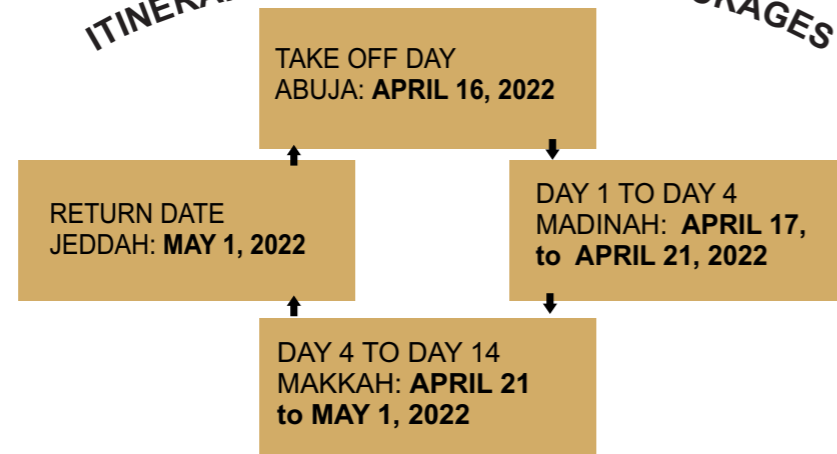 TAKE OFF DAY
ABUJA: APRIL 16, 2022
DAY 1 TO DAY 4
MADINAH: APRIL 17,
to APRIL 21, 2022
DAY 4 TO DAY 14
MAKKAH: APRIL 21
to MAY 1, 2022
RETURN DATE
JEDDAH: MAY 1, 2022